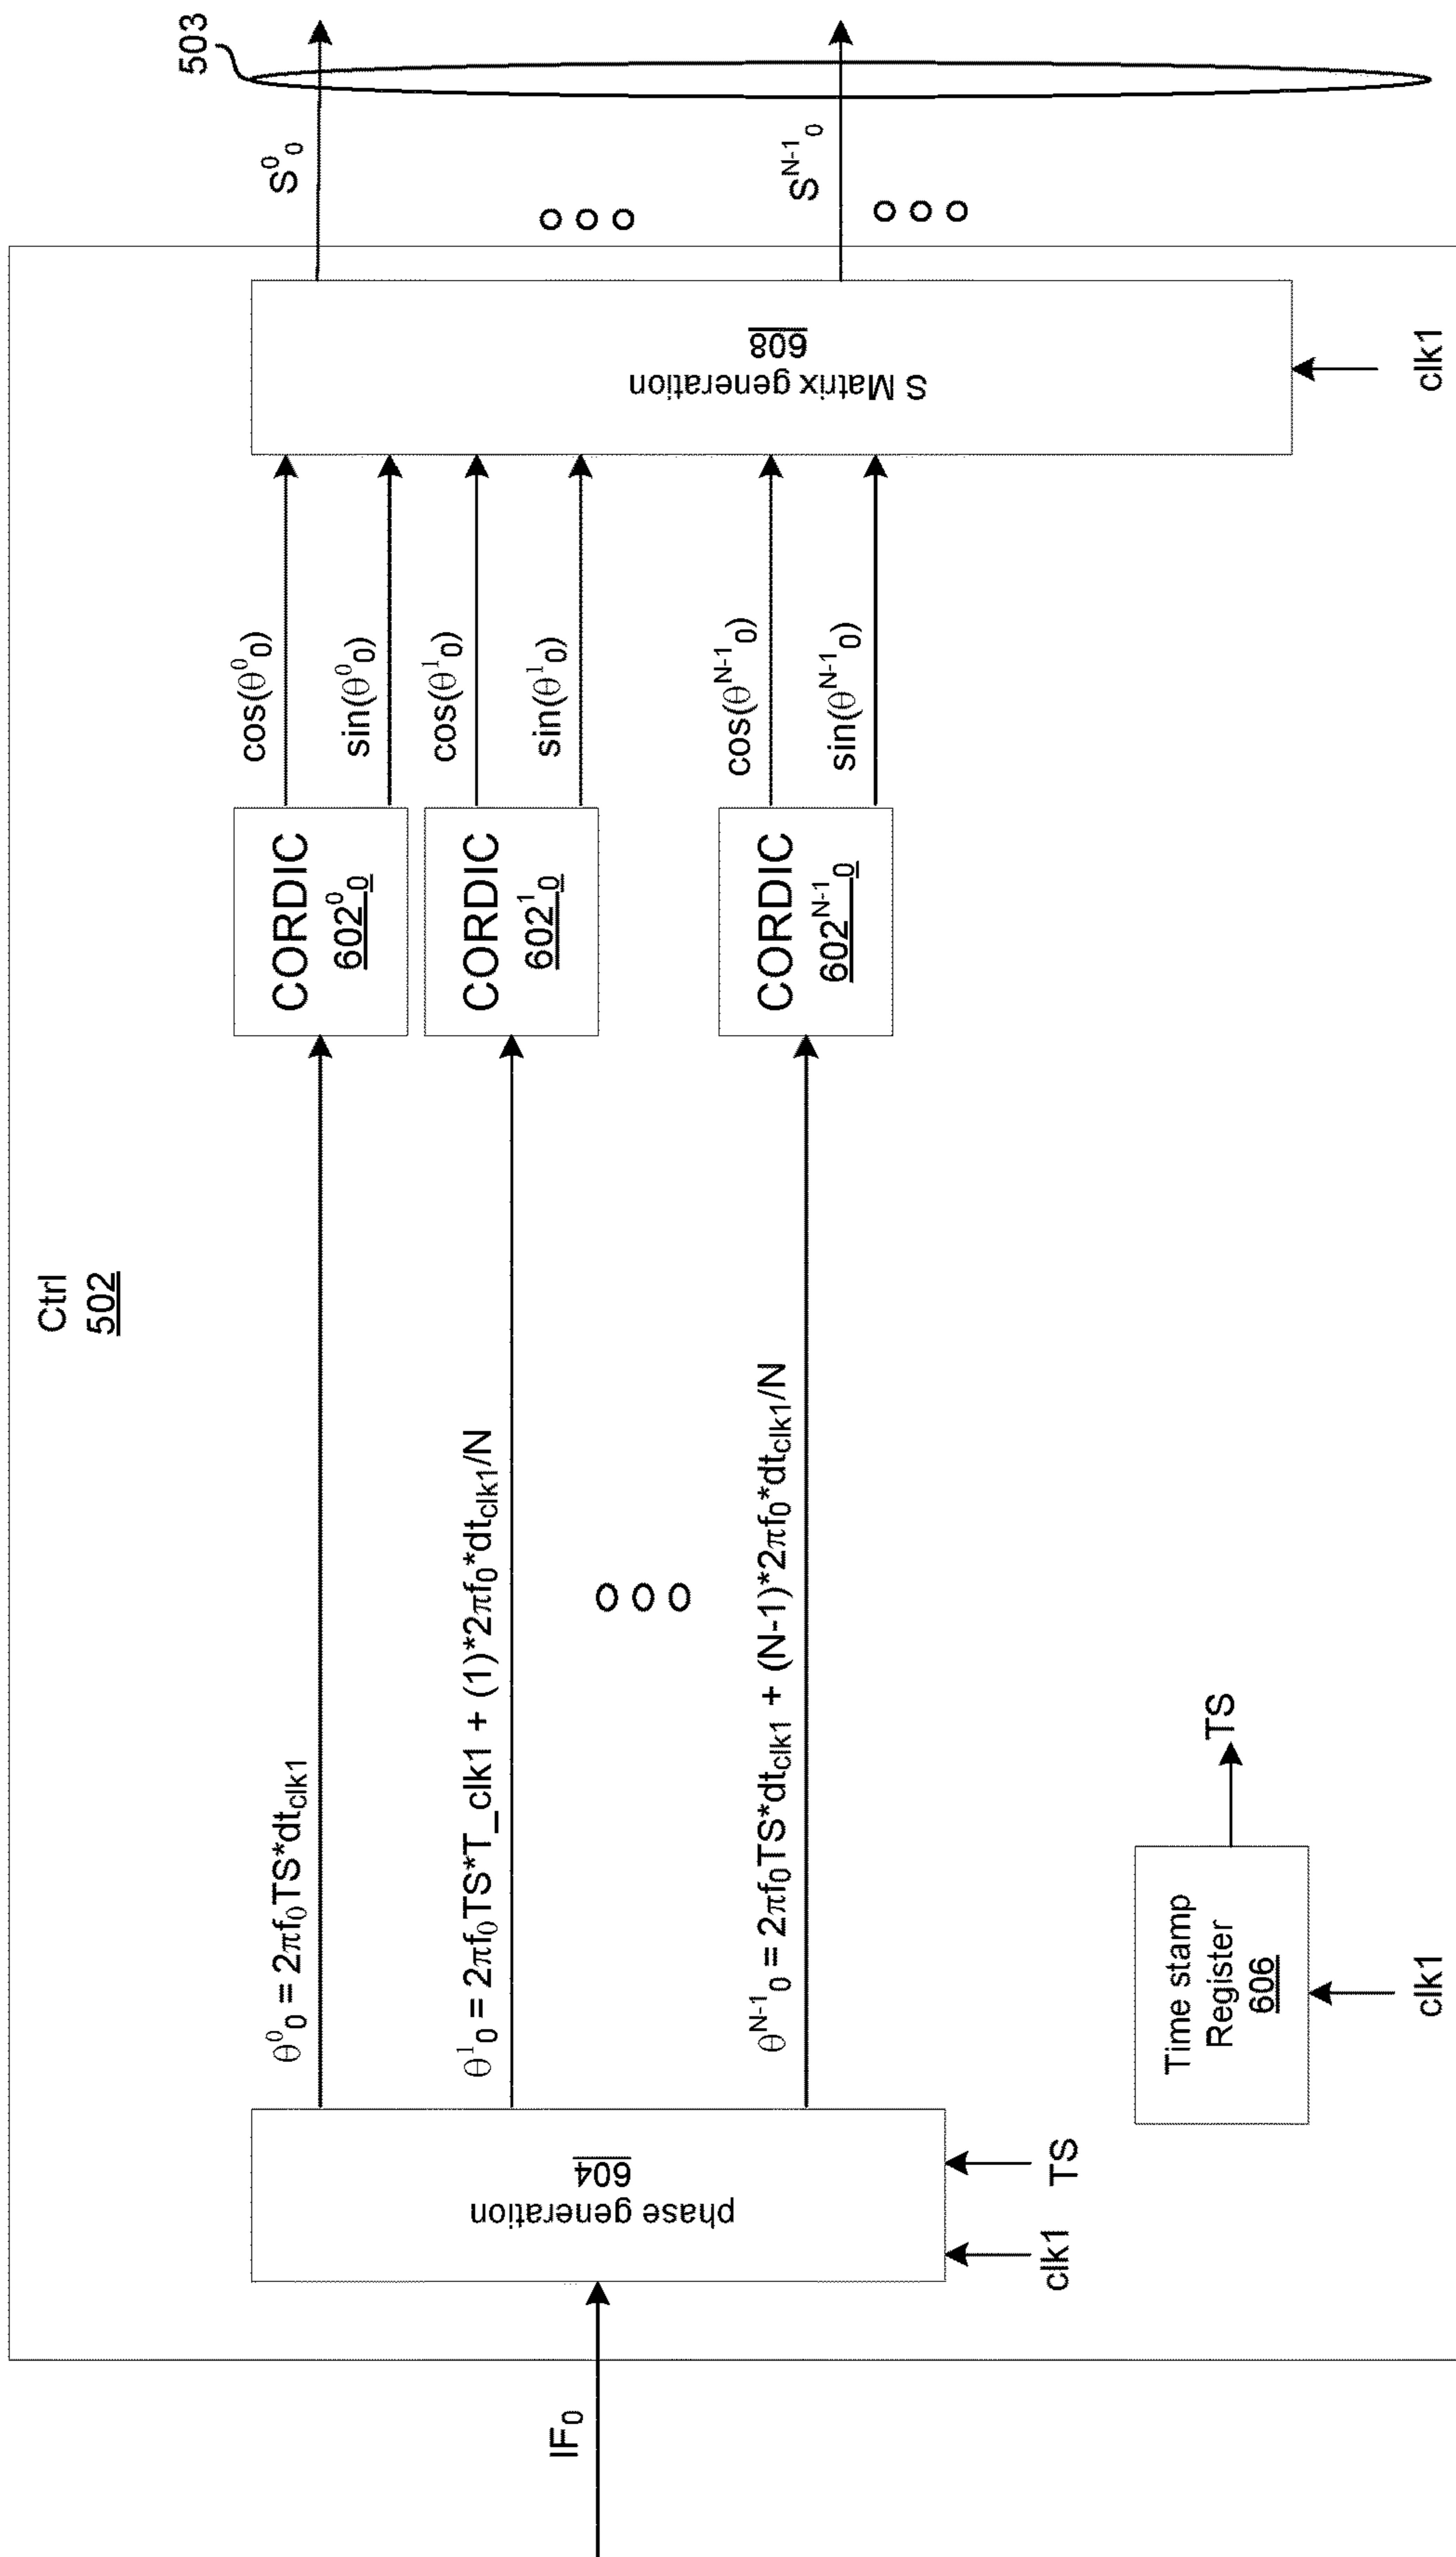 Ctrl
502
503
IF₀
phase generation
604
clk1
TS
θ⁰₀ = 2πf₀TS*dt_clk1
θ¹₀ = 2πf₀TS*T_clk1 + (1)*2πf₀*dt_clk1/N
ooo
θᴺ⁻¹₀ = 2πf₀TS*dt_clk1 + (N-1)*2πf₀*dt_clk1/N
Time stamp
Register
606
clk1
TS
CORDIC
602⁰₀
CORDIC
602¹₀
CORDIC
602ᴺ⁻¹₀
cos(θ⁰₀)
sin(θ⁰₀)
cos(θ¹₀)
sin(θ¹₀)
cos(θᴺ⁻¹₀)
sin(θᴺ⁻¹₀)
S Matrix generation
608
clk1
S⁰₀
ooo
Sᴺ⁻¹₀
ooo